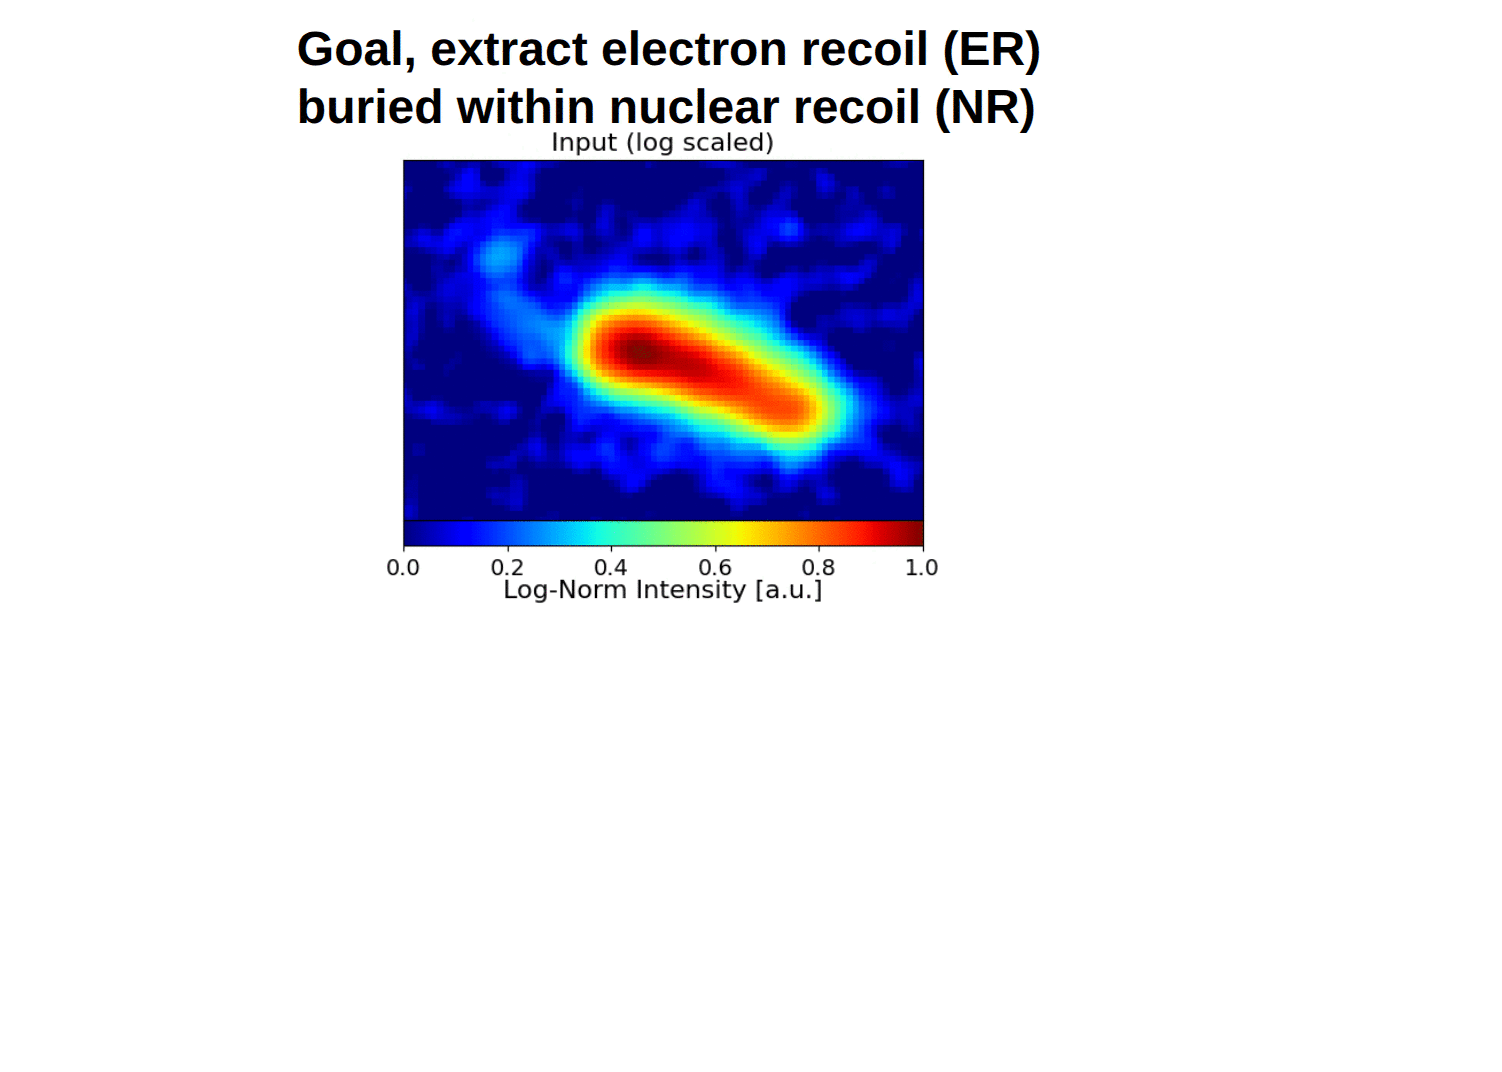 Goal, extract electron recoil (ER)
buried within nuclear recoil (NR)
Input (log scaled)
0.0 0.2 0.4 0.6 0.8 1.0
Log-Norm Intensity [a.u.]